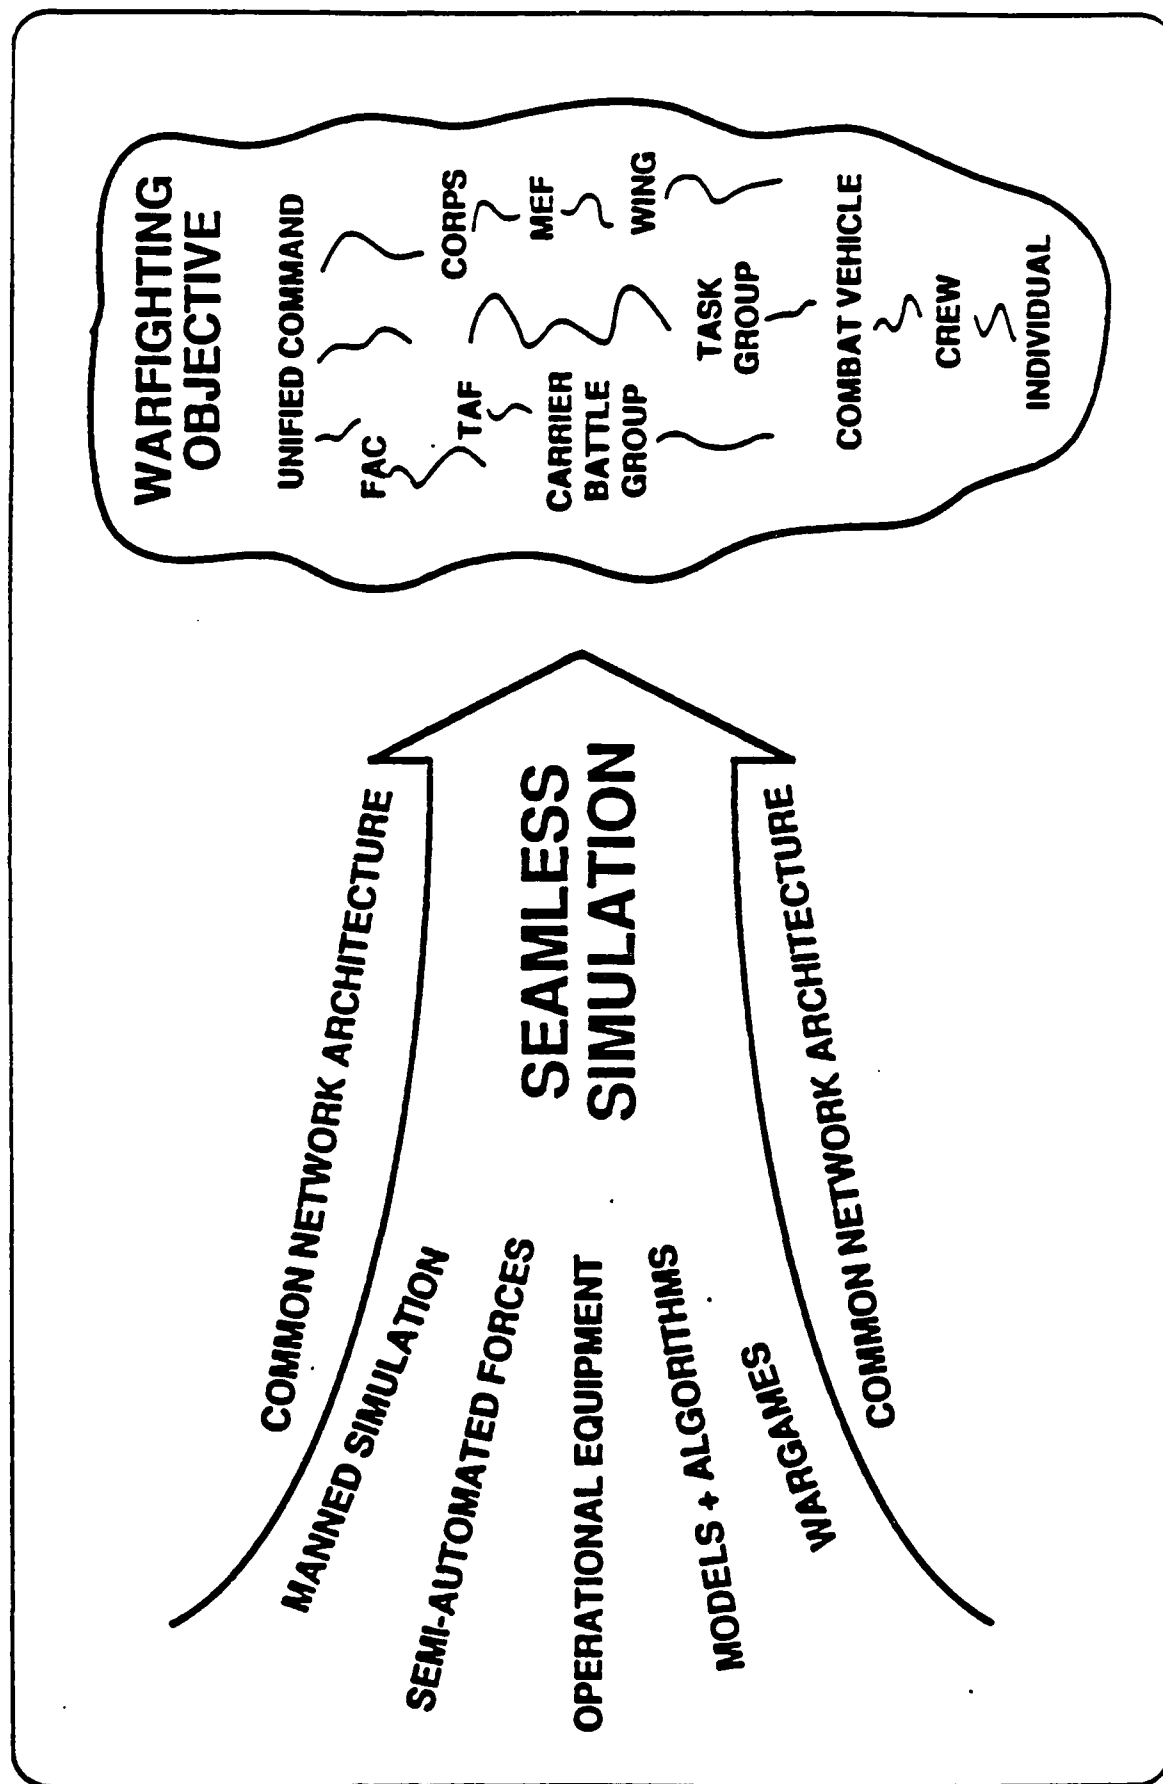 COMMON NETWORK ARCHITECTURE
MANNED SIMULATION
SEMI-AUTOMATED FORCES
OPERATIONAL EQUIPMENT
MODELS + ALGORITHMS
WARGAMES
COMMON NETWORK ARCHITECTURE
SEAMLESS
SIMULATION
WARFIGHTING
OBJECTIVE
UNIFIED COMMAND
FAC
TAF
CORPS
MEF
WING
CARRIER
BATTLE
GROUP
TASK
GROUP
COMBAT VEHICLE
CREW
INDIVIDUAL